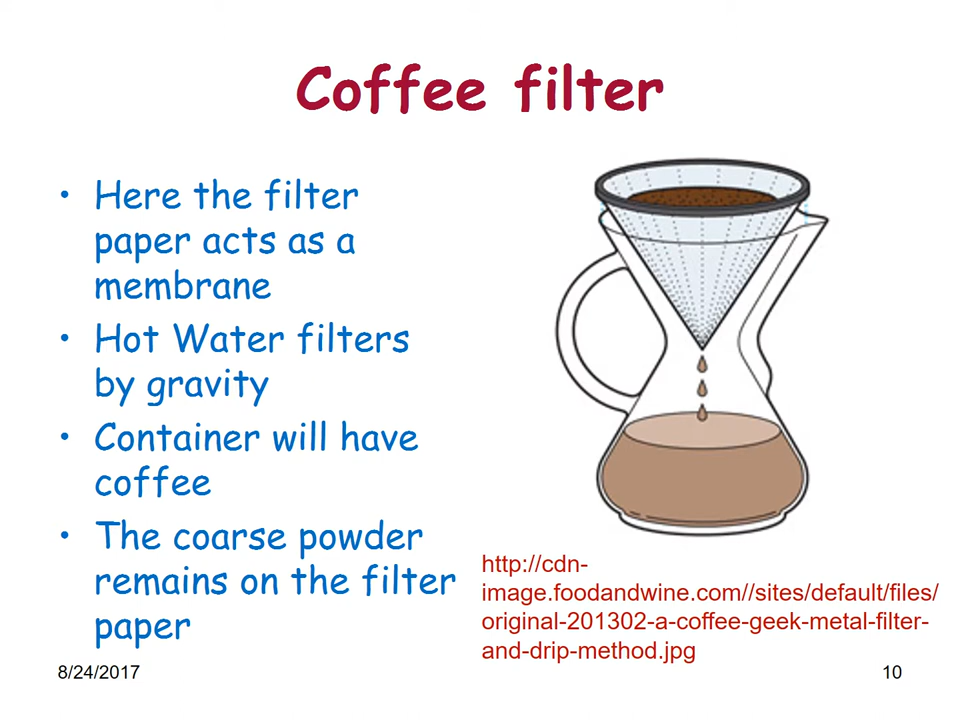 Coffee filter
• Here the filter
paper acts as a
membrane
• Hot Water filters
by gravity
• Container will have
coffee
• The coarse powder
remains on the filter
paper
http://cdn-
image.foodandwine.com//sites/default/files/
original-201302-a-coffee-geek-metal-filter-
and-drip-method.jpg
8/24/2017
10